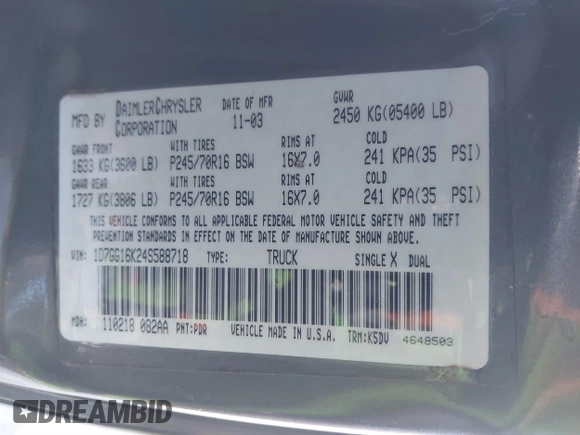 MFD BY DAIMLERCHRYSLER CORPORATION DATE OF MFR 11-03 GVWR 2450 KG(05400 LB)
GAWR FRONT WITH TIRES RIMS AT COLD
1633 KG(3600 LB) P245/70R16 BSW 16X7.0 241 KPA(35 PSI)
GAWR REAR WITH TIRES RIMS AT COLD
1727 KG(3806 LB) P245/70R16 BSW 16X7.0 241 KPA(35 PSI)
THIS VEHICLE CONFORMS TO ALL APPLICABLE FEDERAL MOTOR VEHICLE SAFETY AND THEFT
PREVENTION STANDARDS IN EFFECT ON THE DATE OF MANUFACTURE SHOWN ABOVE.
VIN: 1D7GG16K24S588718 TYPE: TRUCK SINGLE X DUAL
MDH: 110218 082AA PNT:PDR VEHICLE MADE IN U.S.A. TRM:K5DV 4648503
DREAMBID